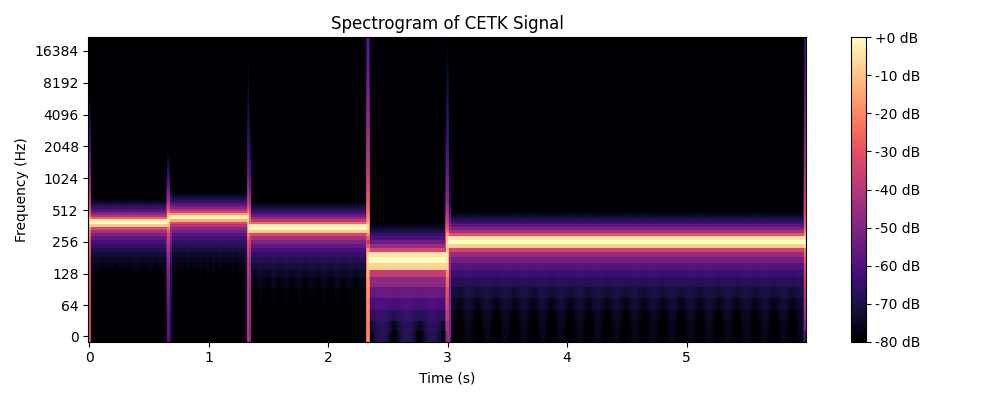 Spectrogram of CETK Signal
Frequency (Hz)
16384
8192
4096
2048
1024
512
256
128
64
0
0
1
2
3
4
5
Time (s)
+0 dB
-10 dB
-20 dB
-30 dB
-40 dB
-50 dB
-60 dB
-70 dB
-80 dB